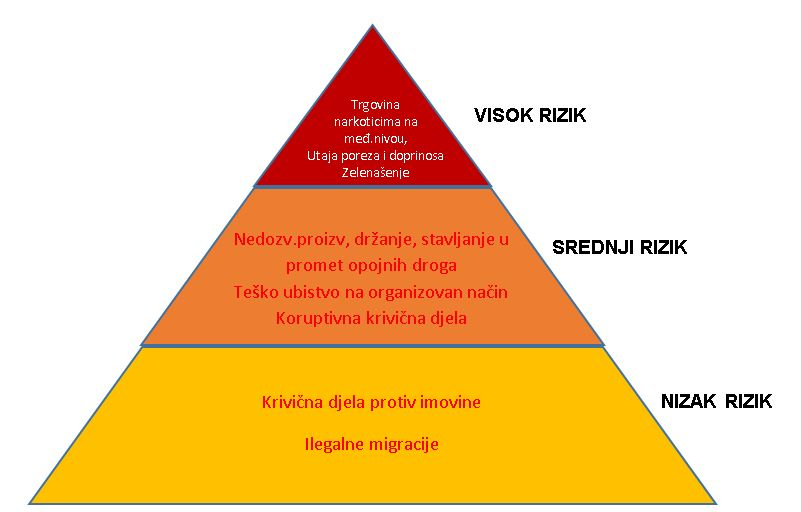 Trgovina
narkoticima na
međ.nivou,
Utaja poreza i doprinosa
Zelenašenje
VISOK RIZIK
Nedozv.proizv, držanje, stavljanje u
promet opojnih droga
Teško ubistvo na organizovan način
Koruptivna krivična djela
SREDNJI RIZIK
Krivična djela protiv imovine
Ilegalne migracije
NIZAK RIZIK